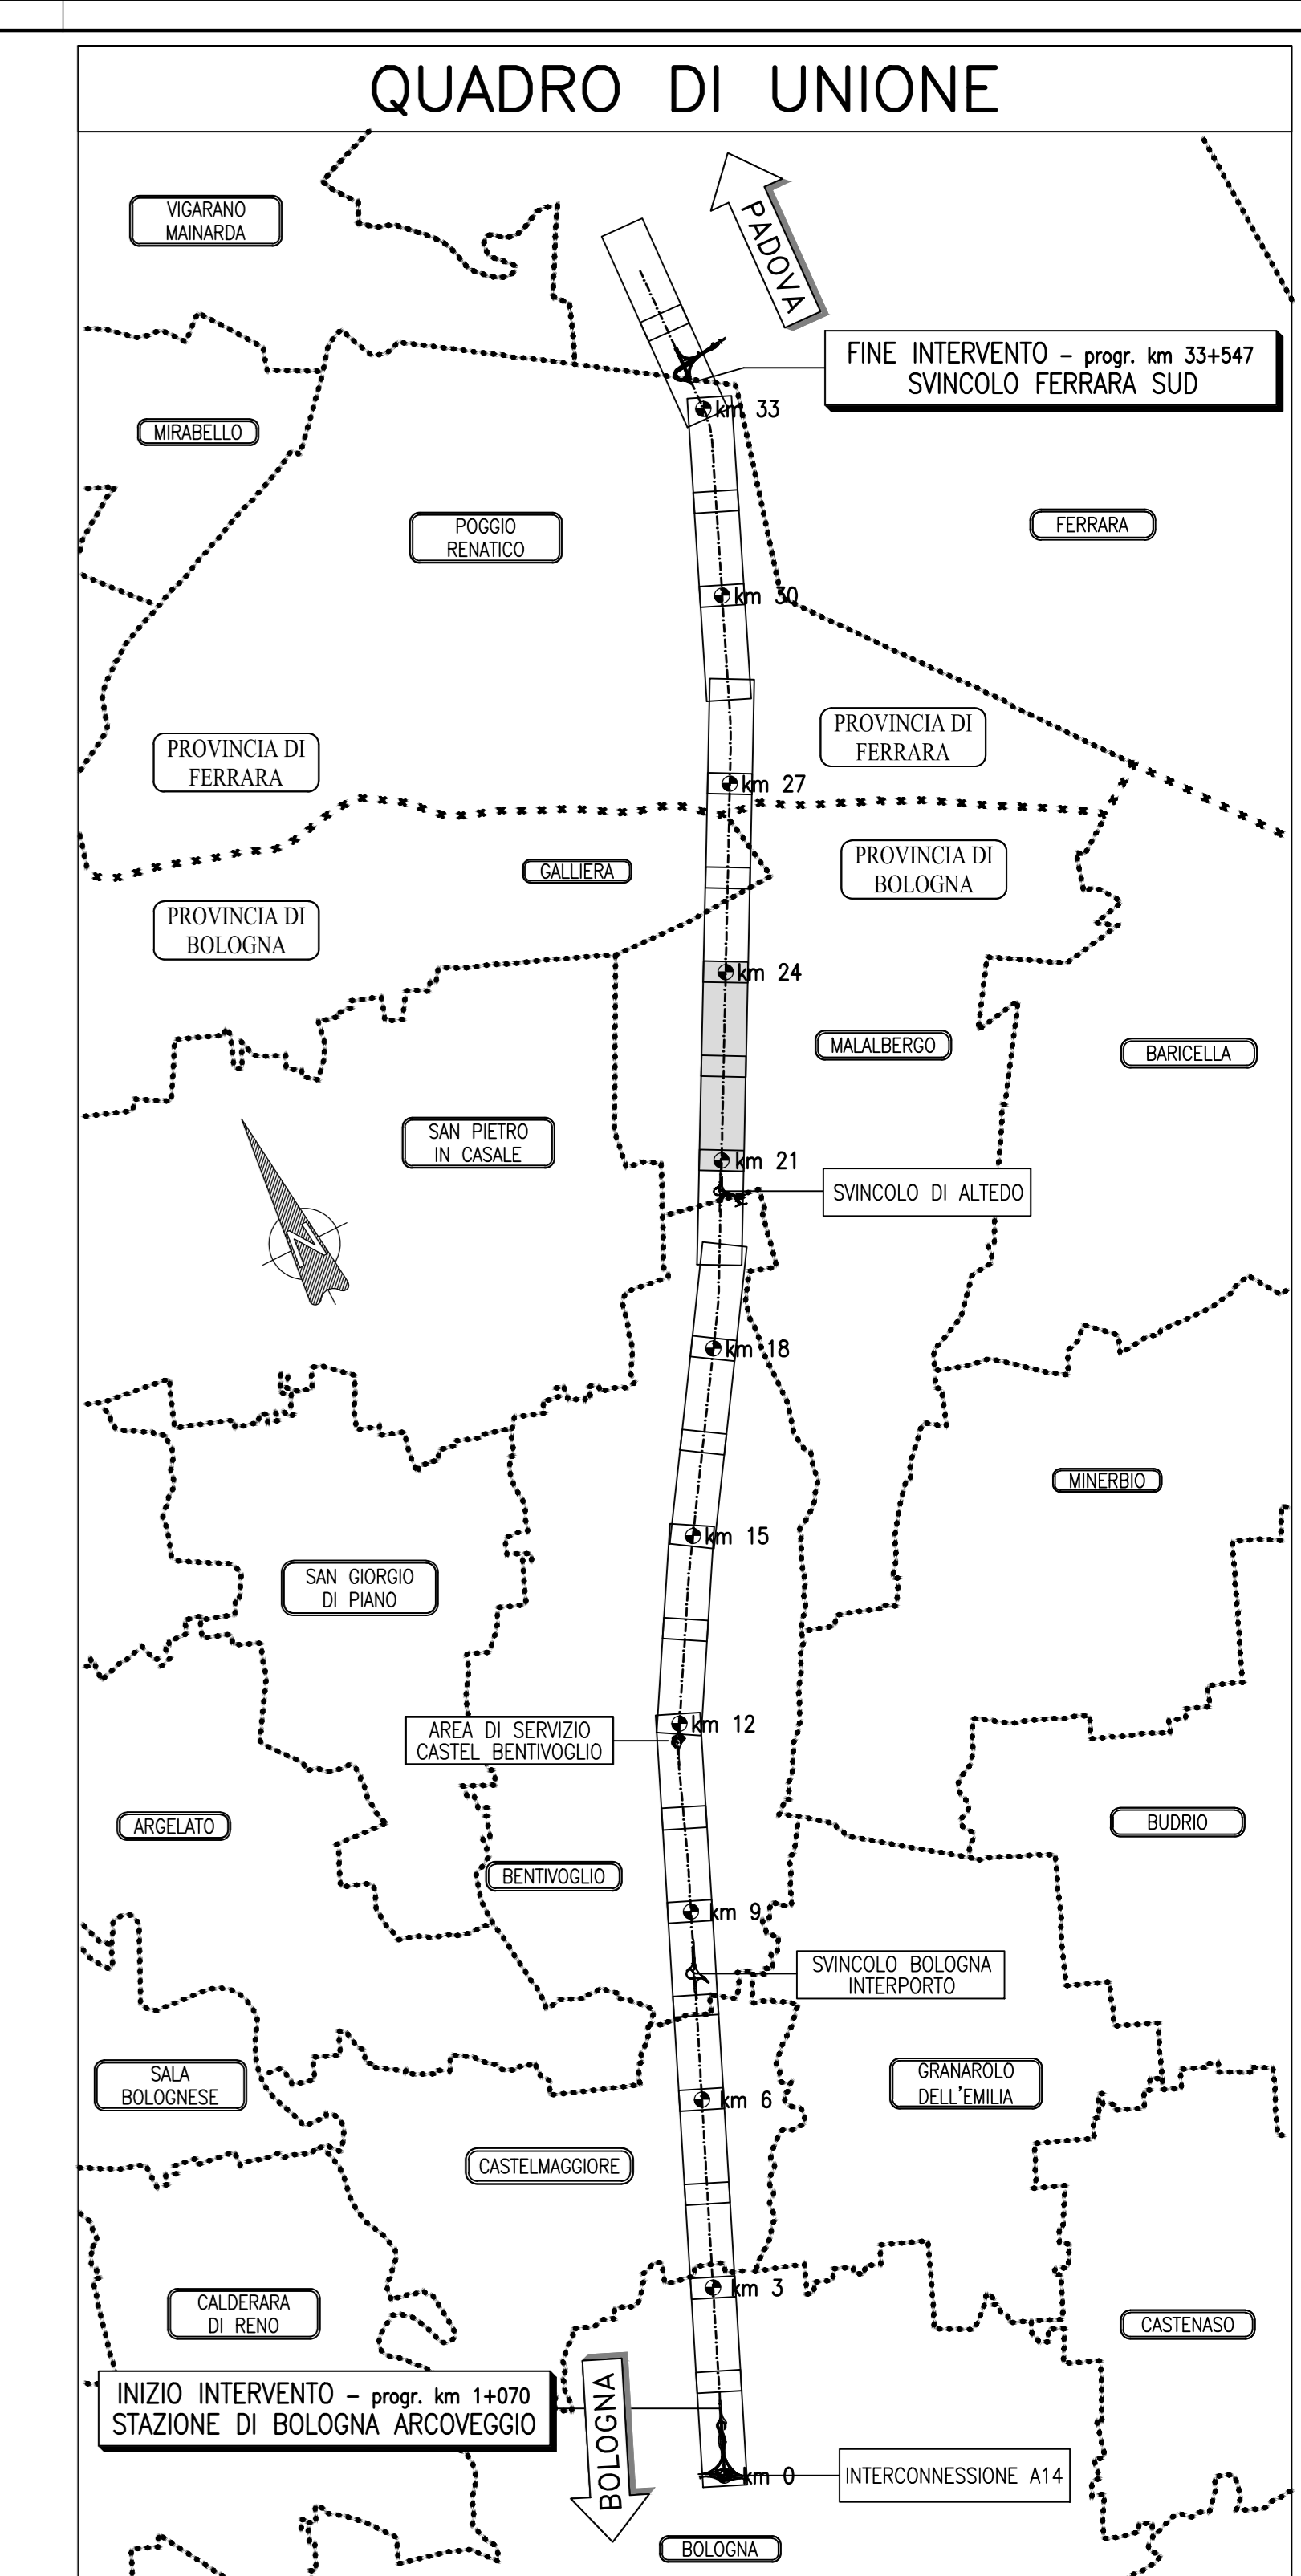 QUADRO DI UNIONE
VIGARANO
MAINARDA
PADOVA
FINE INTERVENTO – progr. km 33+547
SVINCOLO FERRARA SUD
km 33
MIRABELLO
POGGIO
RENATICO
FERRARA
km 30
PROVINCIA DI
FERRARA
PROVINCIA DI
FERRARA
km 27
GALLIERA
PROVINCIA DI
BOLOGNA
PROVINCIA DI
BOLOGNA
km 24
MALALBERGO
BARICELLA
SAN PIETRO
IN CASALE
km 21
SVINCOLO DI ALTEDO
N
km 18
MINERBIO
km 15
SAN GIORGIO
DI PIANO
km 12
AREA DI SERVIZIO
CASTEL BENTIVOGLIO
ARGELATO
BUDRIO
BENTIVOGLIO
km 9
SVINCOLO BOLOGNA
INTERPORTO
SALA
BOLOGNESE
GRANAROLO
DELL'EMILIA
km 6
CASTELMAGGIORE
km 3
CALDERARA
DI RENO
CASTENASO
INIZIO INTERVENTO – progr. km 1+070
STAZIONE DI BOLOGNA ARCOVEGGIO
BOLOGNA
km 0
INTERCONNESSIONE A14
BOLOGNA